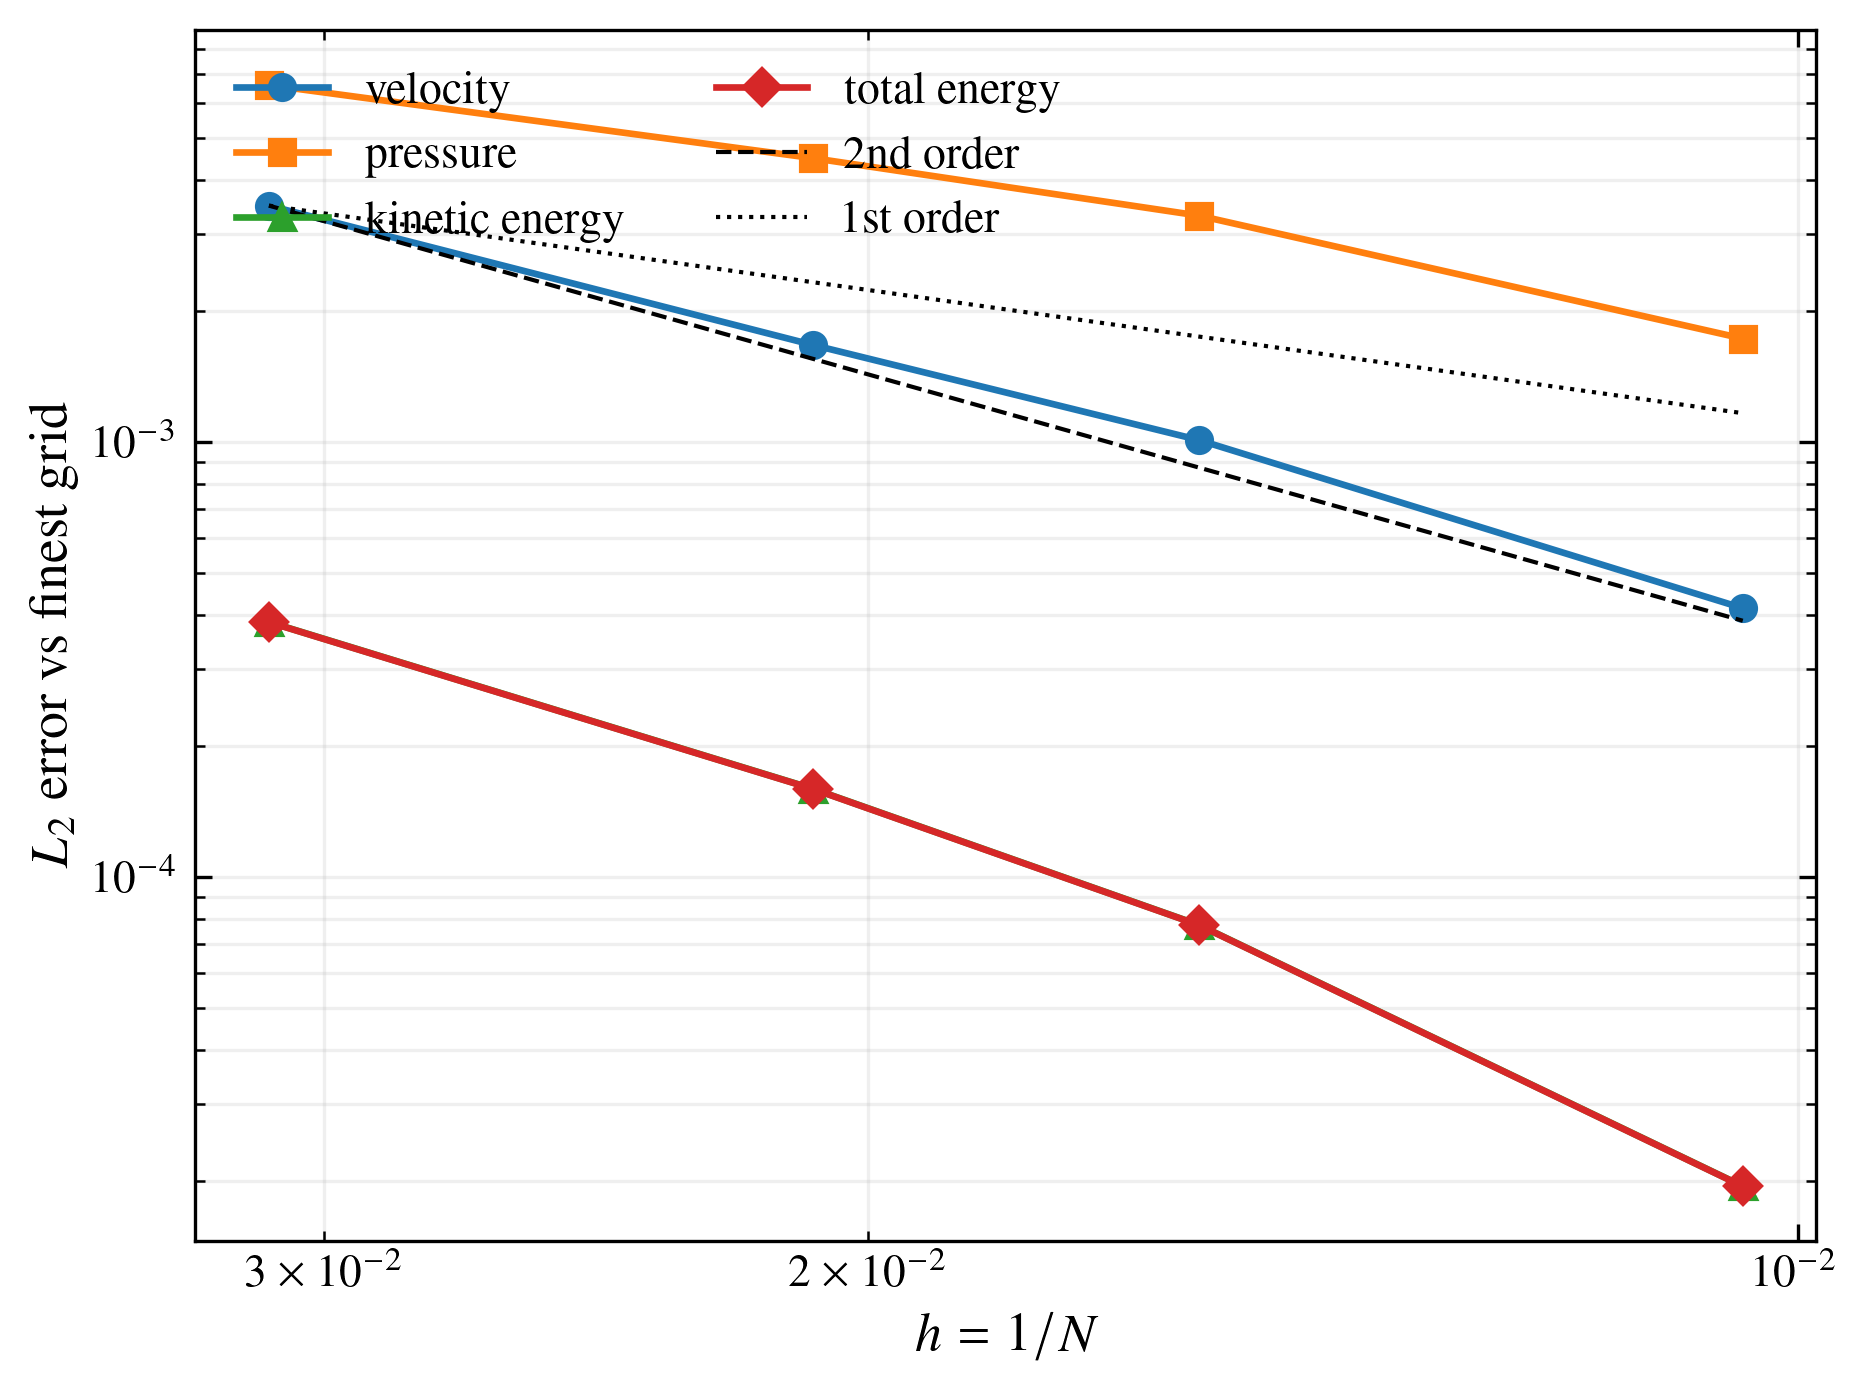 velocity
pressure
kinetic energy
total energy
2nd order
1st order
L₂ error vs finest grid
10⁻³
10⁻⁴
3 × 10⁻²
2 × 10⁻²
10⁻²
h = 1/N